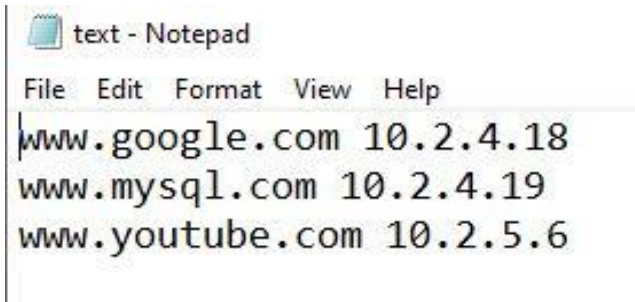 text - Notepad
File Edit Format View Help
www.google.com 10.2.4.18
www.mysql.com 10.2.4.19
www.youtube.com 10.2.5.6